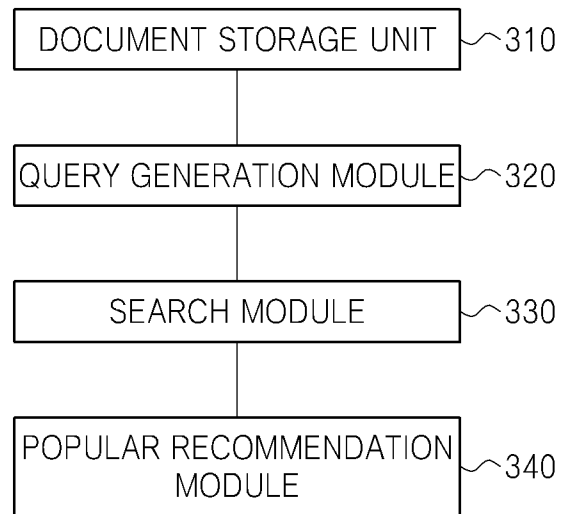 DOCUMENT STORAGE UNIT 310
QUERY GENERATION MODULE 320
SEARCH MODULE 330
POPULAR RECOMMENDATION
MODULE 340